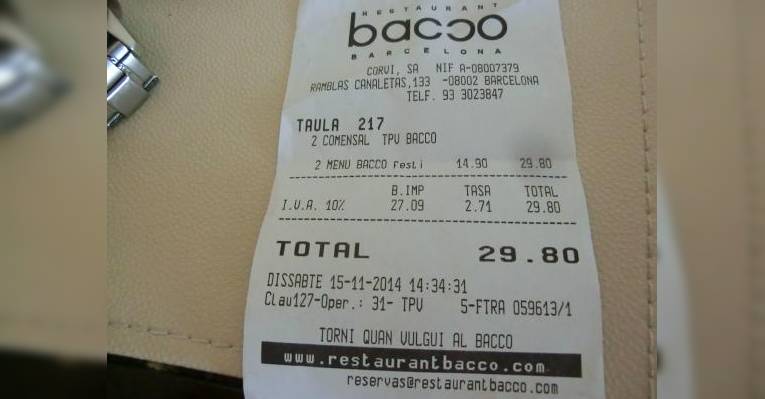 RESTAURANT
bacco
BARCELONA
CORVI, SA NIF A-08007379
RAMBLAS CANALETAS,133 -08002 BARCELONA
TELF. 93 3023847
TAULA 217
2 COMENSAL TPV BACCO
2 MENU BACCO Festi 14.90 29.80
B.IMP TASA TOTAL
I.V.A. 10% 27.09 2.71 29.80
TOTAL 29.80
DISSABTE 15-11-2014 14:34:31
Clau127-Oper.: 31- TPV 5-FTRA 059613/1
TORNI QUAN VULGUI AL BACCO
www.restaurantbacco.com
reservas@restaurantbacco.com